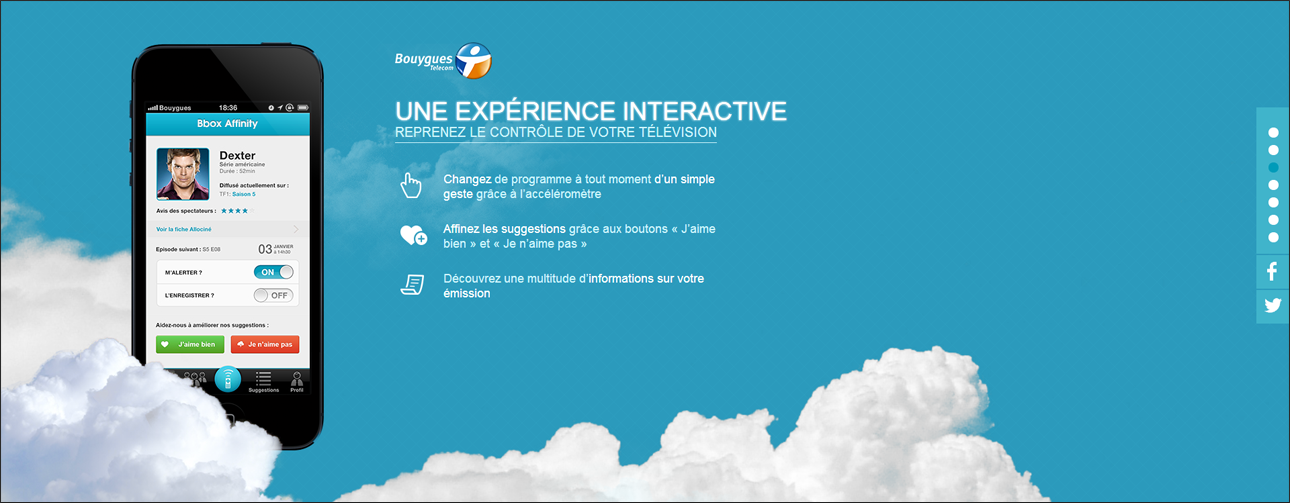 Bouygues
telecom
UNE EXPÉRIENCE INTERACTIVE
REPRENEZ LE CONTRÔLE DE VOTRE TÉLÉVISION
Changez de programme à tout moment d'un simple
geste grâce à l'accéléromètre
Affinez les suggestions grâce aux boutons « J'aime
bien » et « Je n'aime pas »
Découvrez une multitude d'informations sur votre
émission
Bouygues 18:36
Bbox Affinity
Dexter
Série américaine
Durée : 52min
Diffusé actuellement sur :
TF1: Saison 5
Avis des spectateurs :
Voir la fiche Allociné
Episode suivant : S5 E08 03 JANVIER
à 14h30
M'ALERTER ? ON
L'ENREGISTRER ? OFF
Aidez-nous à améliorer nos suggestions :
J'aime bien Je n'aime pas
Suggestions Profil